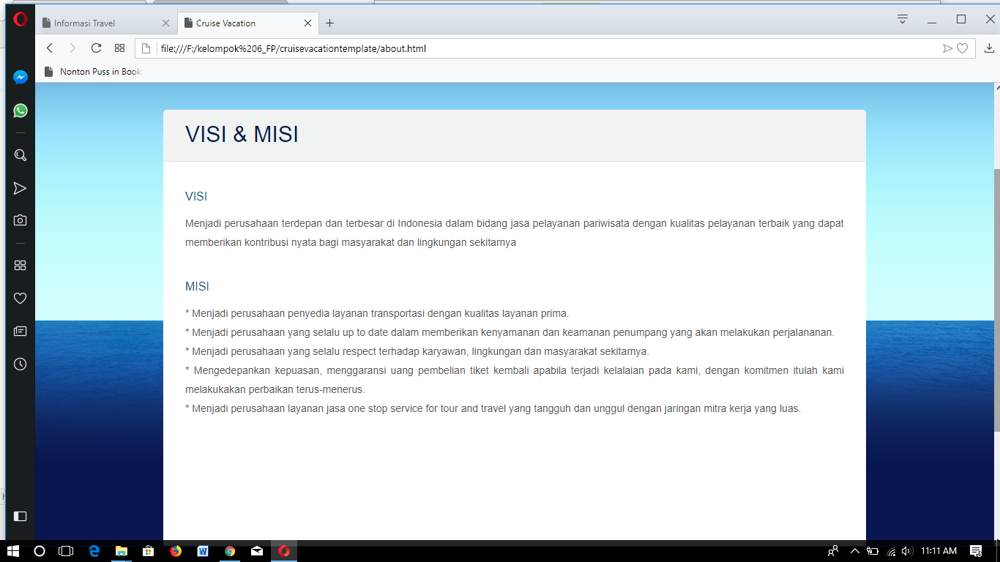 Informasi Travel
Cruise Vacation
file:///F:/kelompok%206_FP/cruisevacationtemplate/about.html
Nonton Puss in Book
VISI & MISI
VISI
Menjadi perusahaan terdepan dan terbesar di Indonesia dalam bidang jasa pelayanan pariwisata dengan kualitas pelayanan terbaik yang dapat
memberikan kontribusi nyata bagi masyarakat dan lingkungan sekitarnya
MISI
* Menjadi perusahaan penyedia layanan transportasi dengan kualitas layanan prima.
* Menjadi perusahaan yang selalu up to date dalam memberikan kenyamanan dan keamanan penumpang yang akan melakukan perjalananan.
* Menjadi perusahaan yang selalu respect terhadap karyawan, lingkungan dan masyarakat sekitarnya.
* Mengedepankan kepuasan, menggaransi uang pembelian tiket kembali apabila terjadi kelalaian pada kami, dengan komitmen itulah kami
melakukakan perbaikan terus-menerus.
* Menjadi perusahaan layanan jasa one stop service for tour and travel yang tangguh dan unggul dengan jaringan mitra kerja yang luas.
11:11 AM